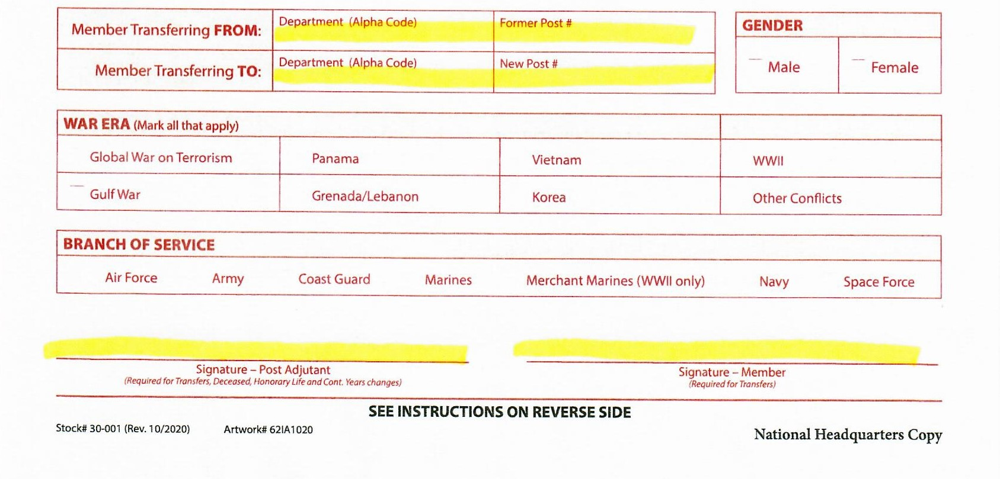 Member Transferring FROM: Department (Alpha Code) Former Post #
Member Transferring TO: Department (Alpha Code) New Post #
GENDER
Male Female
WAR ERA (Mark all that apply)
Global War on Terrorism Panama Vietnam WWII
Gulf War Grenada/Lebanon Korea Other Conflicts
BRANCH OF SERVICE
Air Force Army Coast Guard Marines Merchant Marines (WWII only) Navy Space Force
Signature – Post Adjutant
(Required for Transfers, Deceased, Honorary Life and Cont. Years changes)
Signature – Member
(Required for Transfers)
SEE INSTRUCTIONS ON REVERSE SIDE
Stock# 30-001 (Rev. 10/2020) Artwork# 62IA1020
National Headquarters Copy